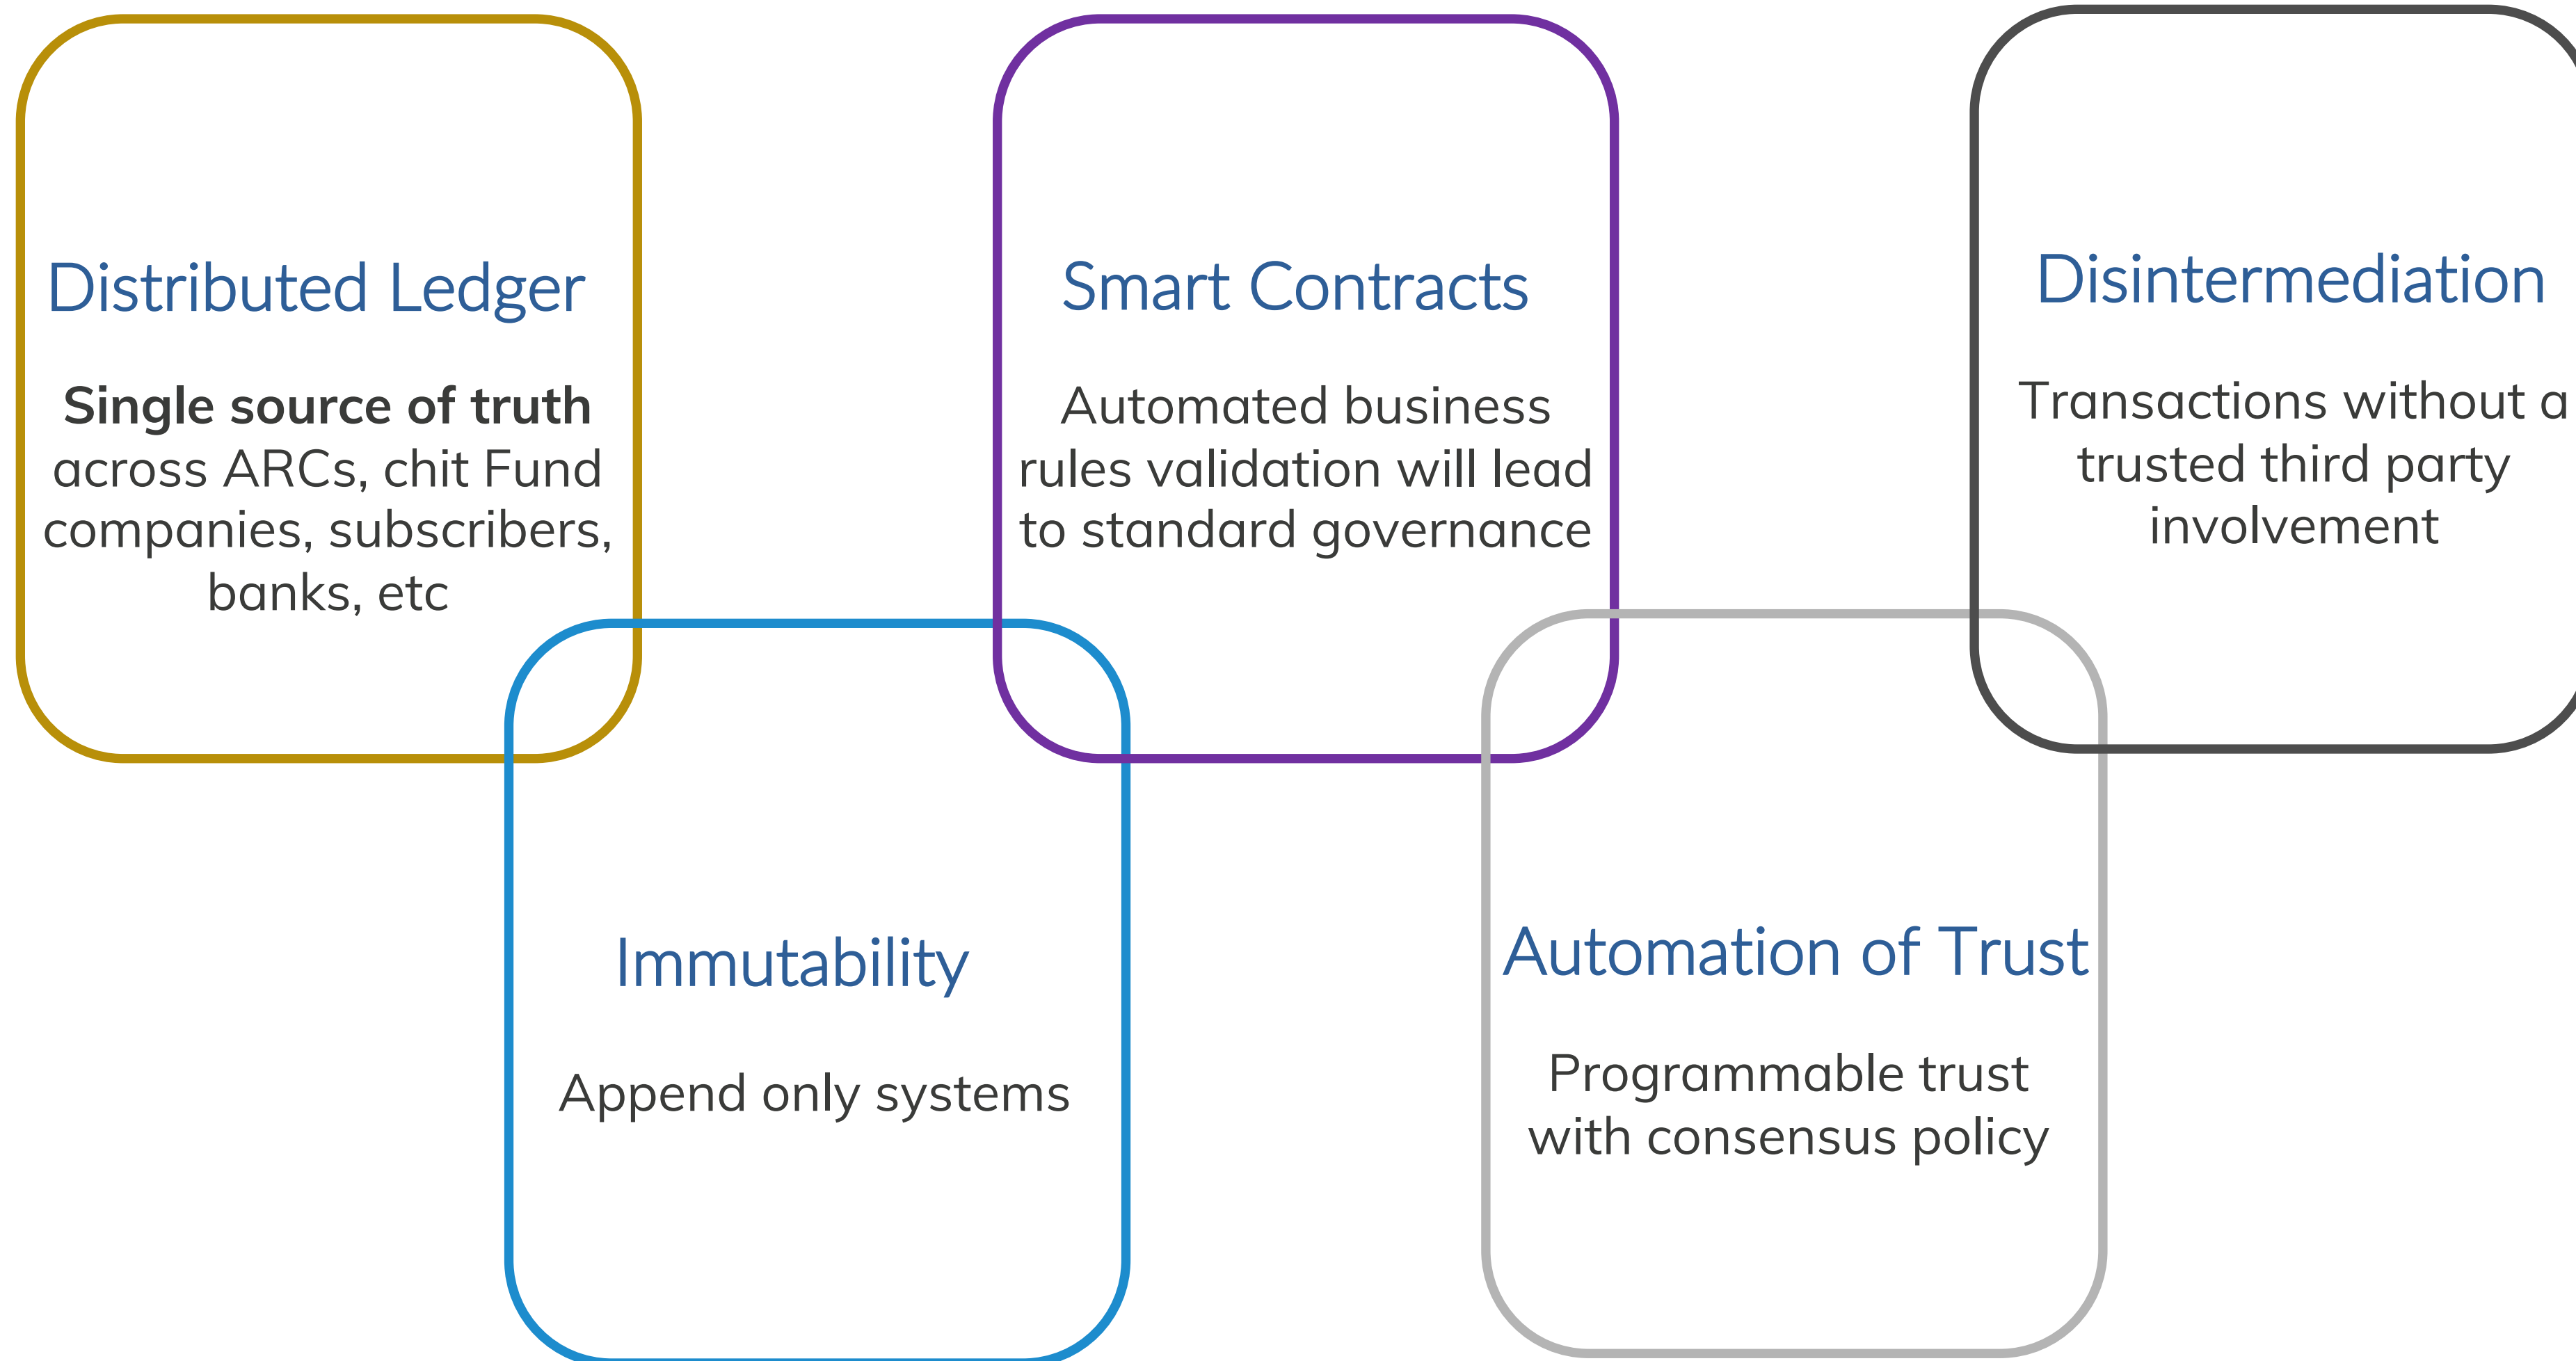 Distributed Ledger
Single source of truth
across ARCs, chit Fund
companies, subscribers,
banks, etc
Immutability
Append only systems
Smart Contracts
Automated business
rules validation will lead
to standard governance
Automation of Trust
Programmable trust
with consensus policy
Disintermediation
Transactions without a
trusted third party
involvement